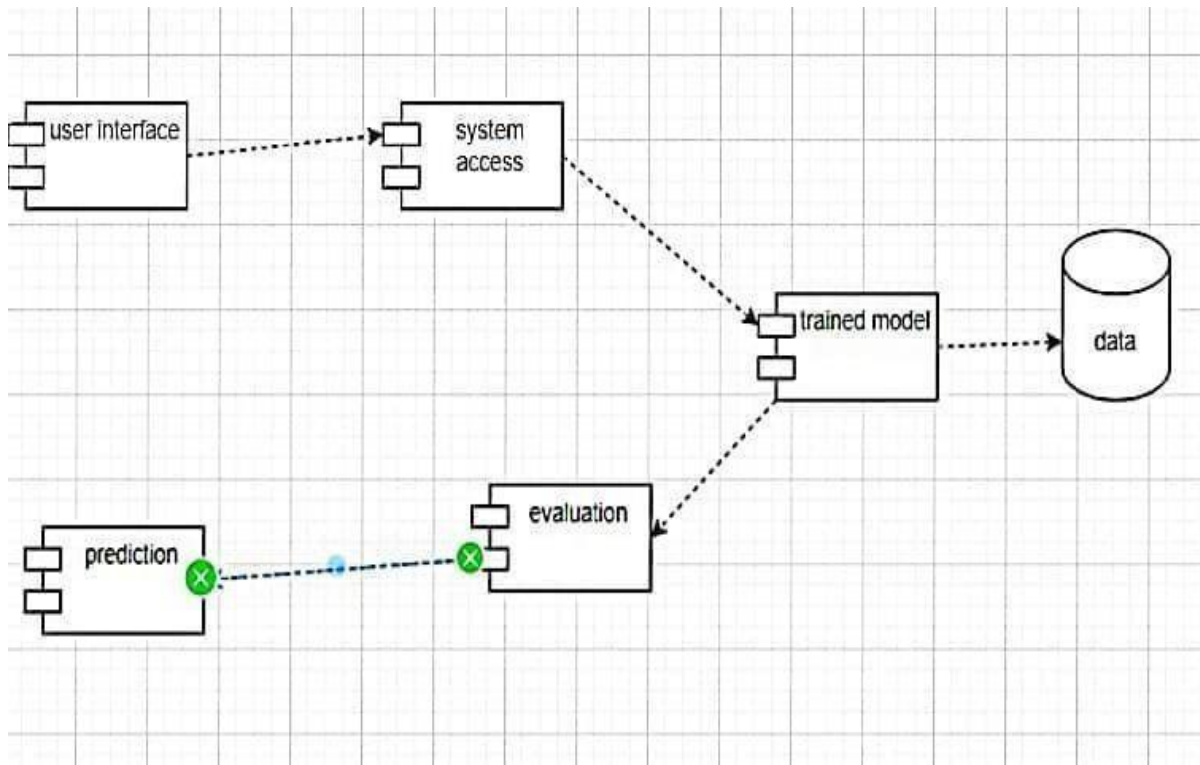 user interface
system
access
trained model
data
evaluation
prediction